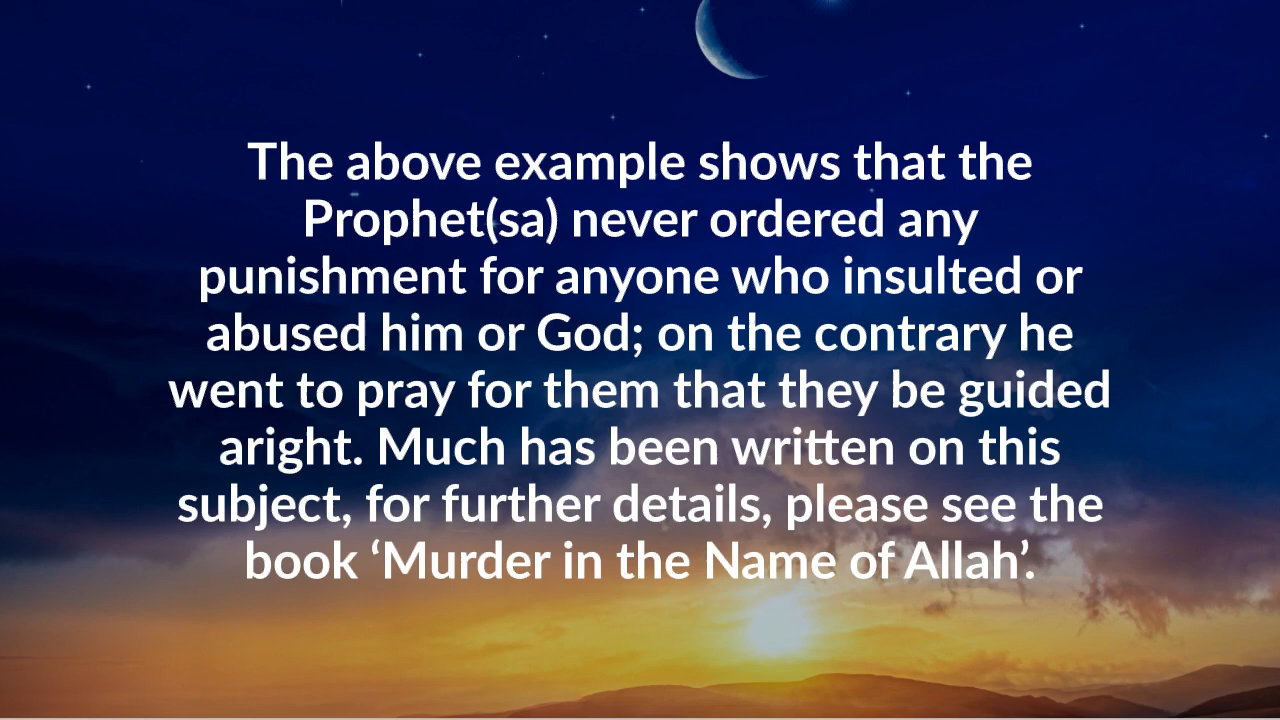 The above example shows that the
Prophet(sa) never ordered any
punishment for anyone who insulted or
abused him or God; on the contrary he
went to pray for them that they be guided
aright. Much has been written on this
subject, for further details, please see the
book ‘Murder in the Name of Allah’.